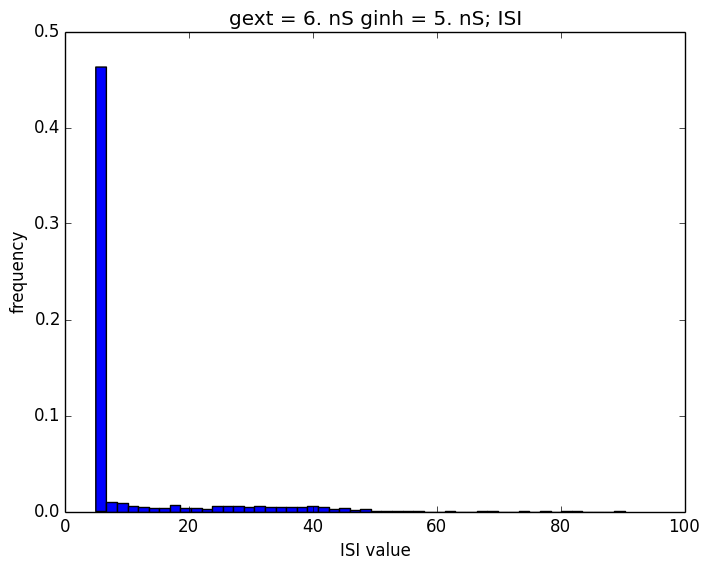 gext = 6. nS ginh = 5. nS; ISI
0.5
0.4
0.3
0.2
0.1
0.0
frequency
0 20 40 60 80 100
ISI value